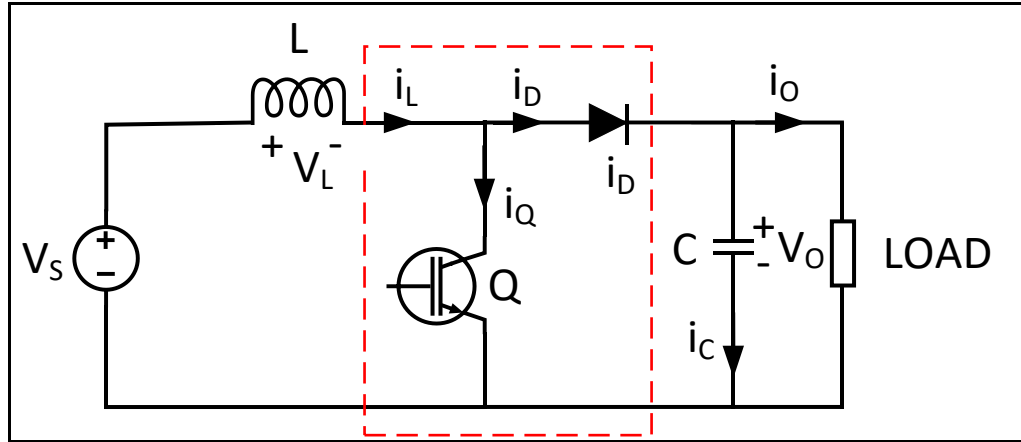 L
i_L
i_D
i_O
+ V_L -
i_D
i_Q
V_S
+
-
Q
C
+
V_O
-
LOAD
i_C